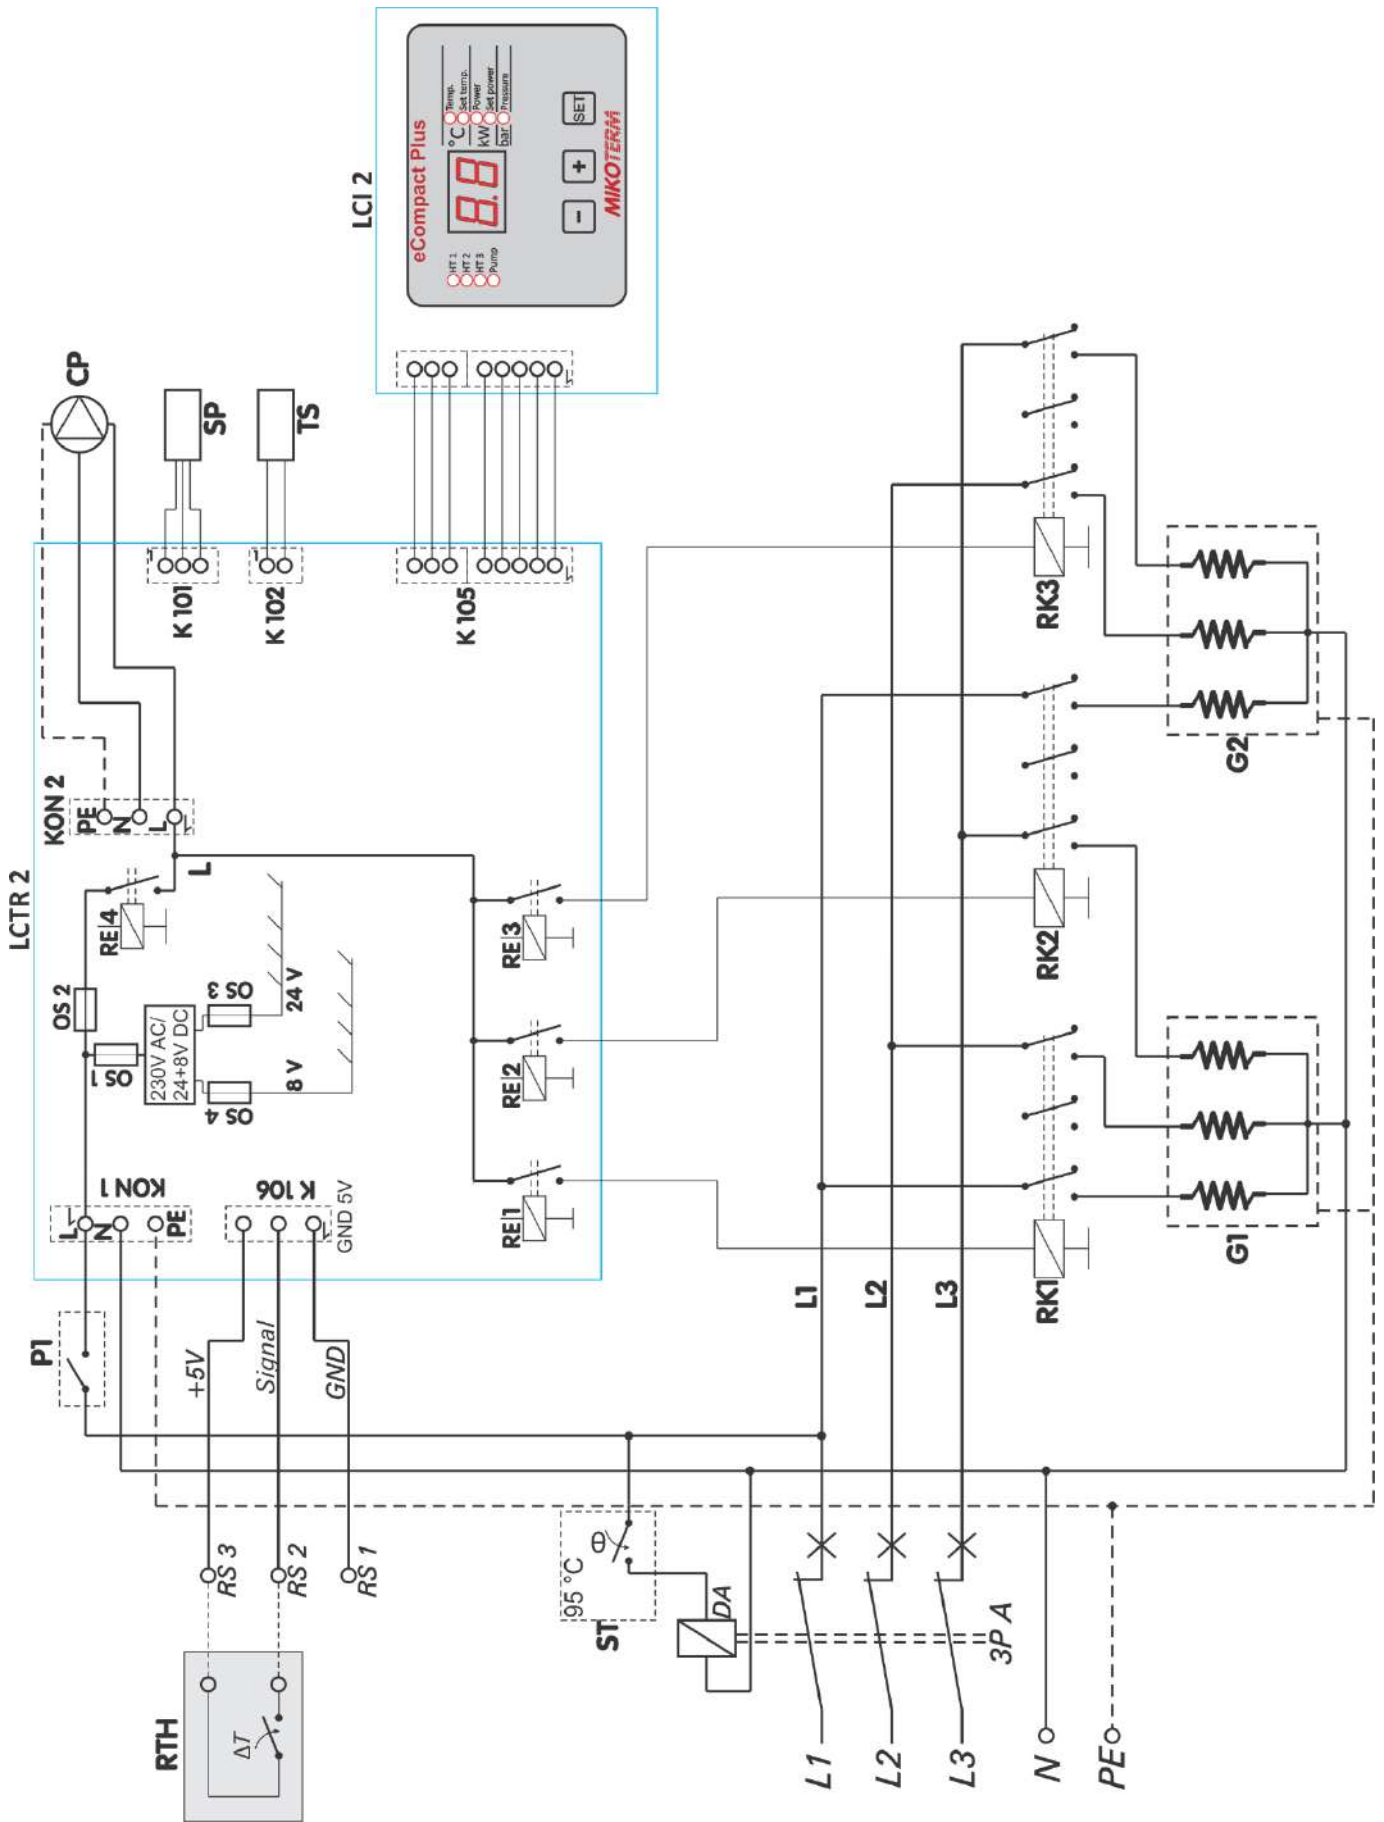 LCTR 2
LCI 2
eCompact Plus
HT 1
HT 2
HT 3
Pump
8.8
°C
kW
bar
Temp.
Set temp.
Power
Set power
Pressure
-
+
SET
MIKOTERM
CP
SP
TS
K 101
K 102
K 105
KON 2
PE
N
L
1
L
RE 4
OS 2
OS 1
230V AC/
24+8V DC
OS 3
OS 4
24 V
8 V
KON 1
L
N
PE
1
K 106
GND 5V
1
RE 1
RE 2
RE 3
P1
+5V
Signal
GND
RS 3
RS 2
RS 1
RTH
ΔT
95 °C
θ
ST
DA
3P A
L1
L2
L3
N
PE
L1
L2
L3
RK1
RK2
RK3
G1
G2